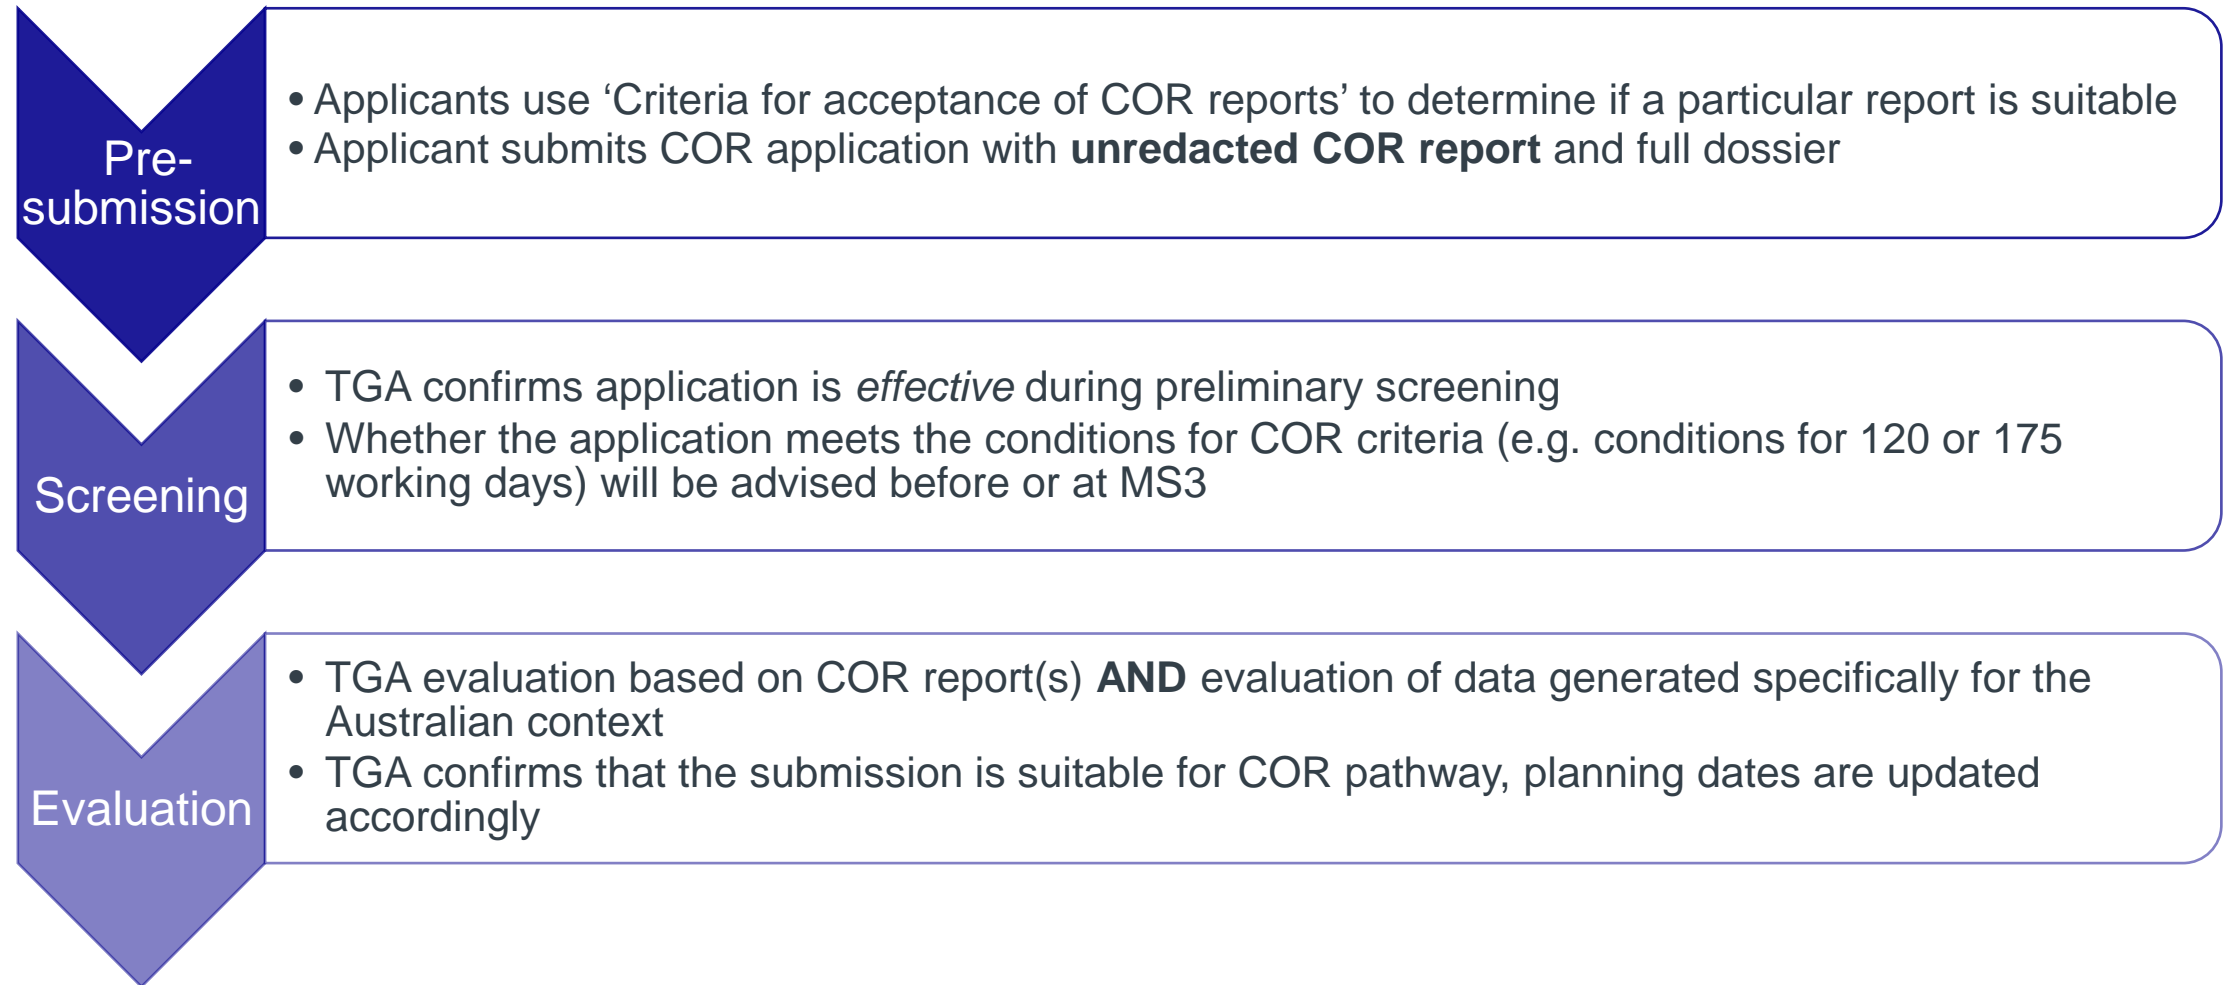 Pre-
submission
• Applicants use ‘Criteria for acceptance of COR reports’ to determine if a particular report is suitable
• Applicant submits COR application with unredacted COR report and full dossier
Screening
• TGA confirms application is effective during preliminary screening
• Whether the application meets the conditions for COR criteria (e.g. conditions for 120 or 175
working days) will be advised before or at MS3
Evaluation
• TGA evaluation based on COR report(s) AND evaluation of data generated specifically for the
Australian context
• TGA confirms that the submission is suitable for COR pathway, planning dates are updated
accordingly